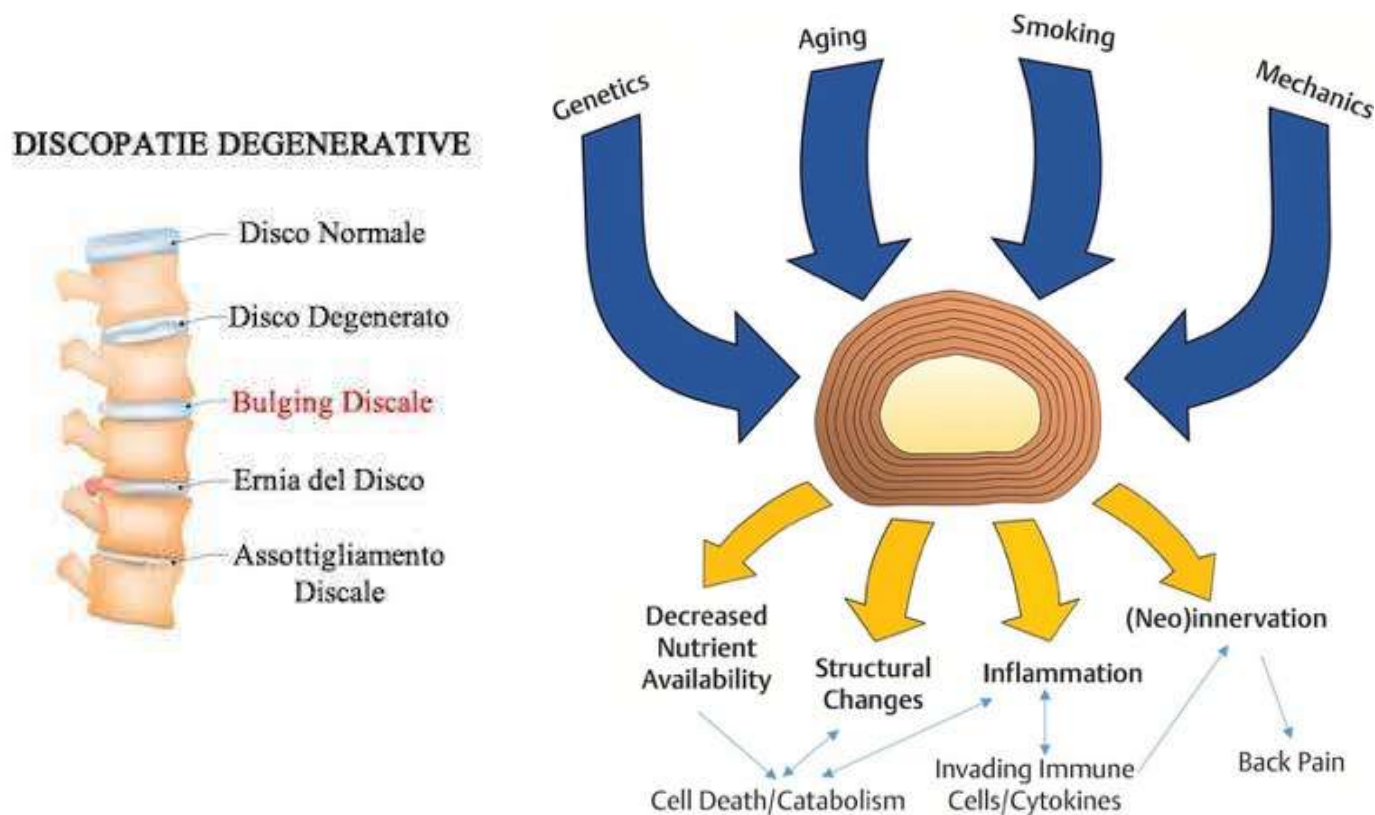 DISCOPATIE DEGENERATIVE
Disco Normale
Disco Degenerato
Bulging Discale
Ernia del Disco
Assottigliamento
Discale
Genetics
Aging
Smoking
Mechanics
Decreased
Nutrient
Availability
Structural
Changes
Inflammation
(Neo)innervation
Cell Death/Catabolism
Invading Immune
Cells/Cytokines
Back Pain